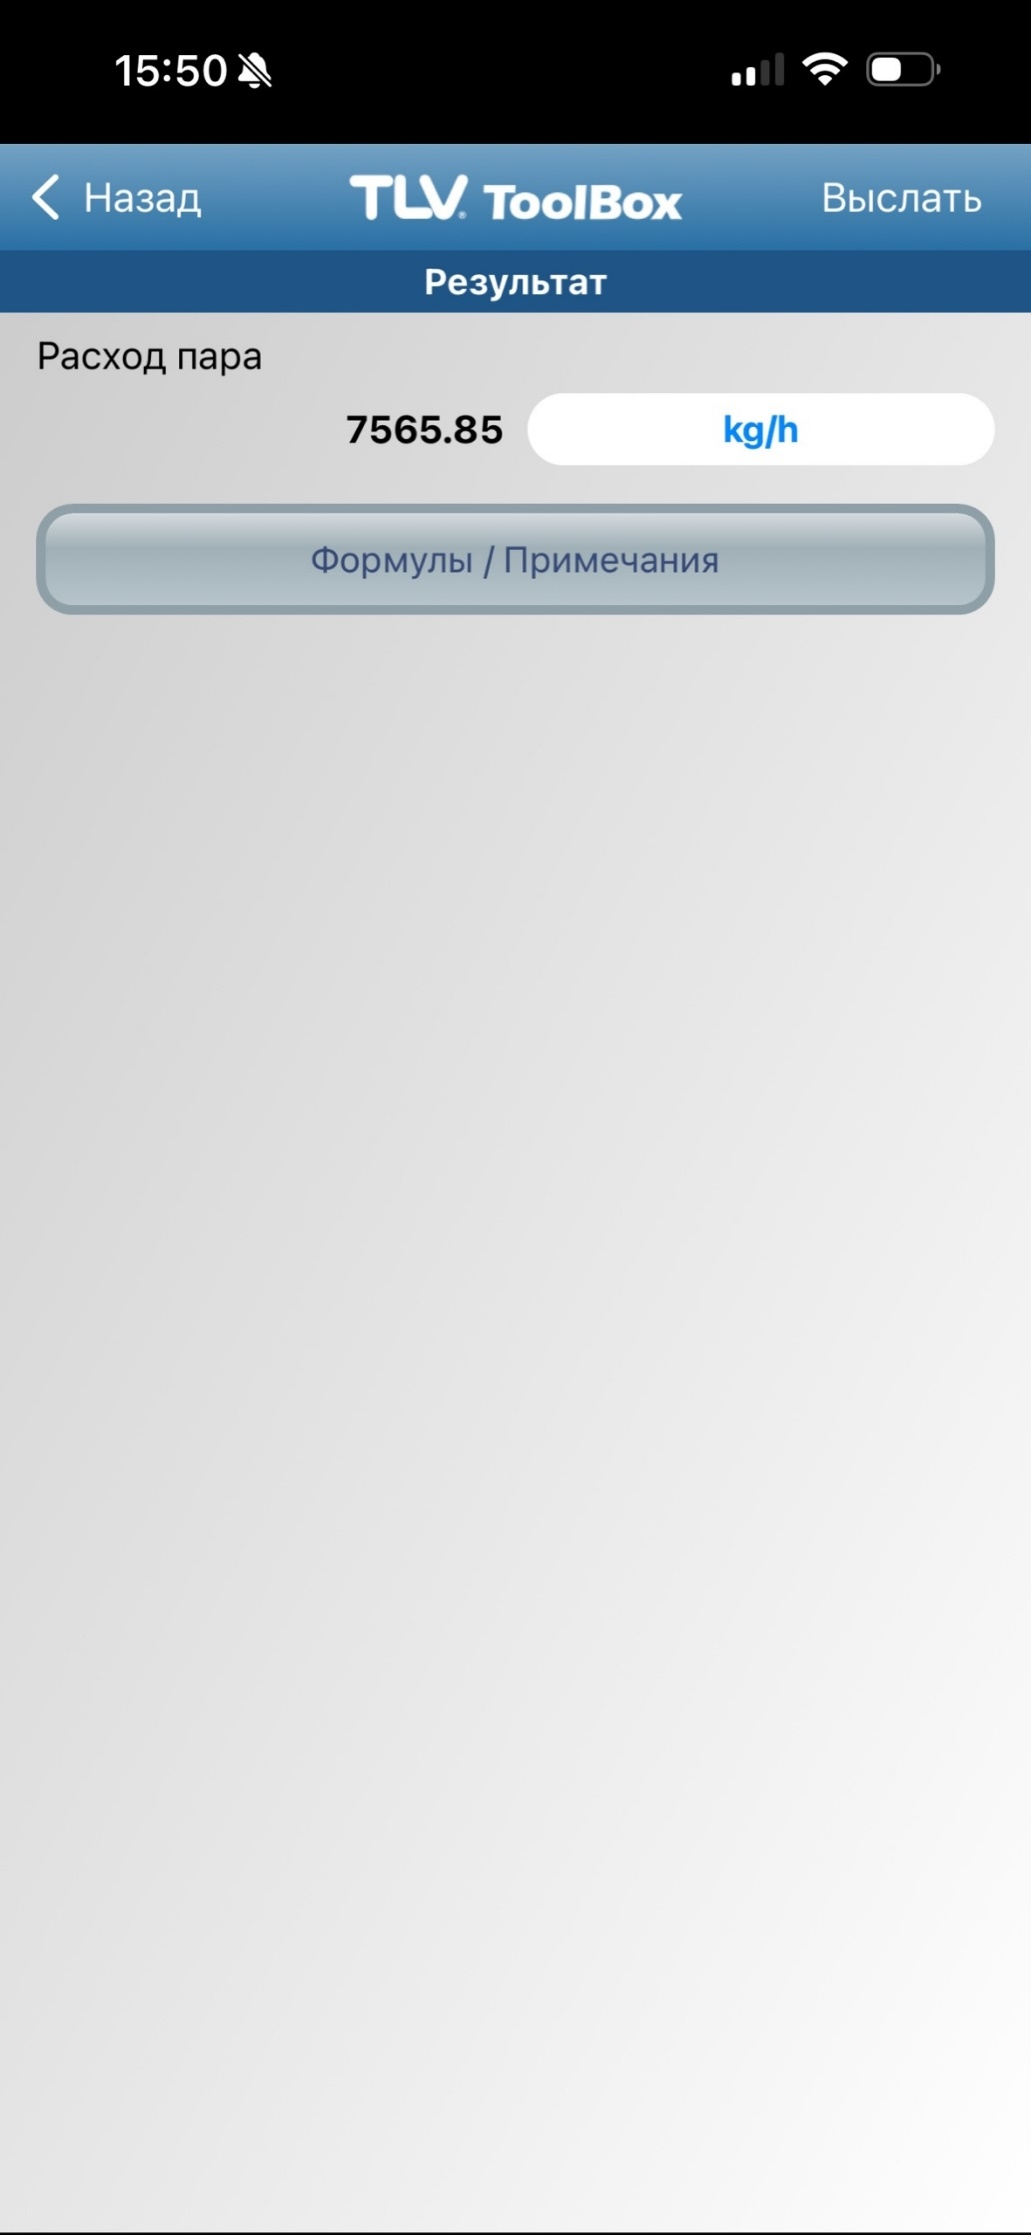 15:50
Назад TLV® ToolBox Выслать
Результат
Расход пара
7565.85 kg/h
Формулы / Примечания